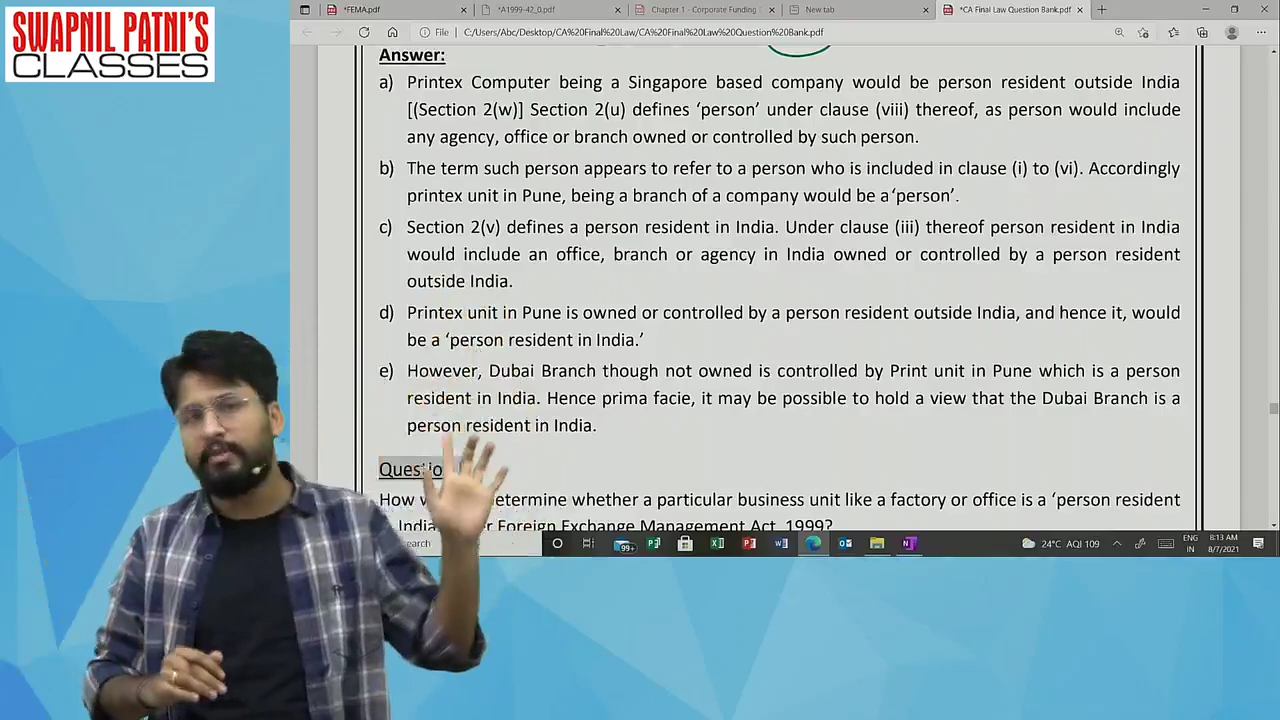 SWAPNIL PATNI'S
CLASSES
*FEMA.pdf
*A1999-42_0.pdf
Chapter 1 - Corporate Funding
New tab
*CA Final Law Question Bank.pdf
File
C:/Users/Abc/Desktop/CA%20Final%20Law/CA%20Final%20Law%20Question%20Bank.pdf
Answer:
a) Printex Computer being a Singapore based company would be person resident outside India
[(Section 2(w)] Section 2(u) defines ‘person’ under clause (viii) thereof, as person would include
any agency, office or branch owned or controlled by such person.
b) The term such person appears to refer to a person who is included in clause (i) to (vi). Accordingly
printex unit in Pune, being a branch of a company would be a ‘person’.
c) Section 2(v) defines a person resident in India. Under clause (iii) thereof person resident in India
would include an office, branch or agency in India owned or controlled by a person resident
outside India.
d) Printex unit in Pune is owned or controlled by a person resident outside India, and hence it, would
be a ‘person resident in India.’
e) However, Dubai Branch though not owned is controlled by Print unit in Pune which is a person
resident in India. Hence prima facie, it may be possible to hold a view that the Dubai Branch is a
person resident in India.
Questio
How etermine whether a particular business unit like a factory or office is a ‘person resident
India Foreign Exchange Management Act, 1999?
earch
99+
24°C AQI 109
ENG
IN
8:13 AM
8/7/2021